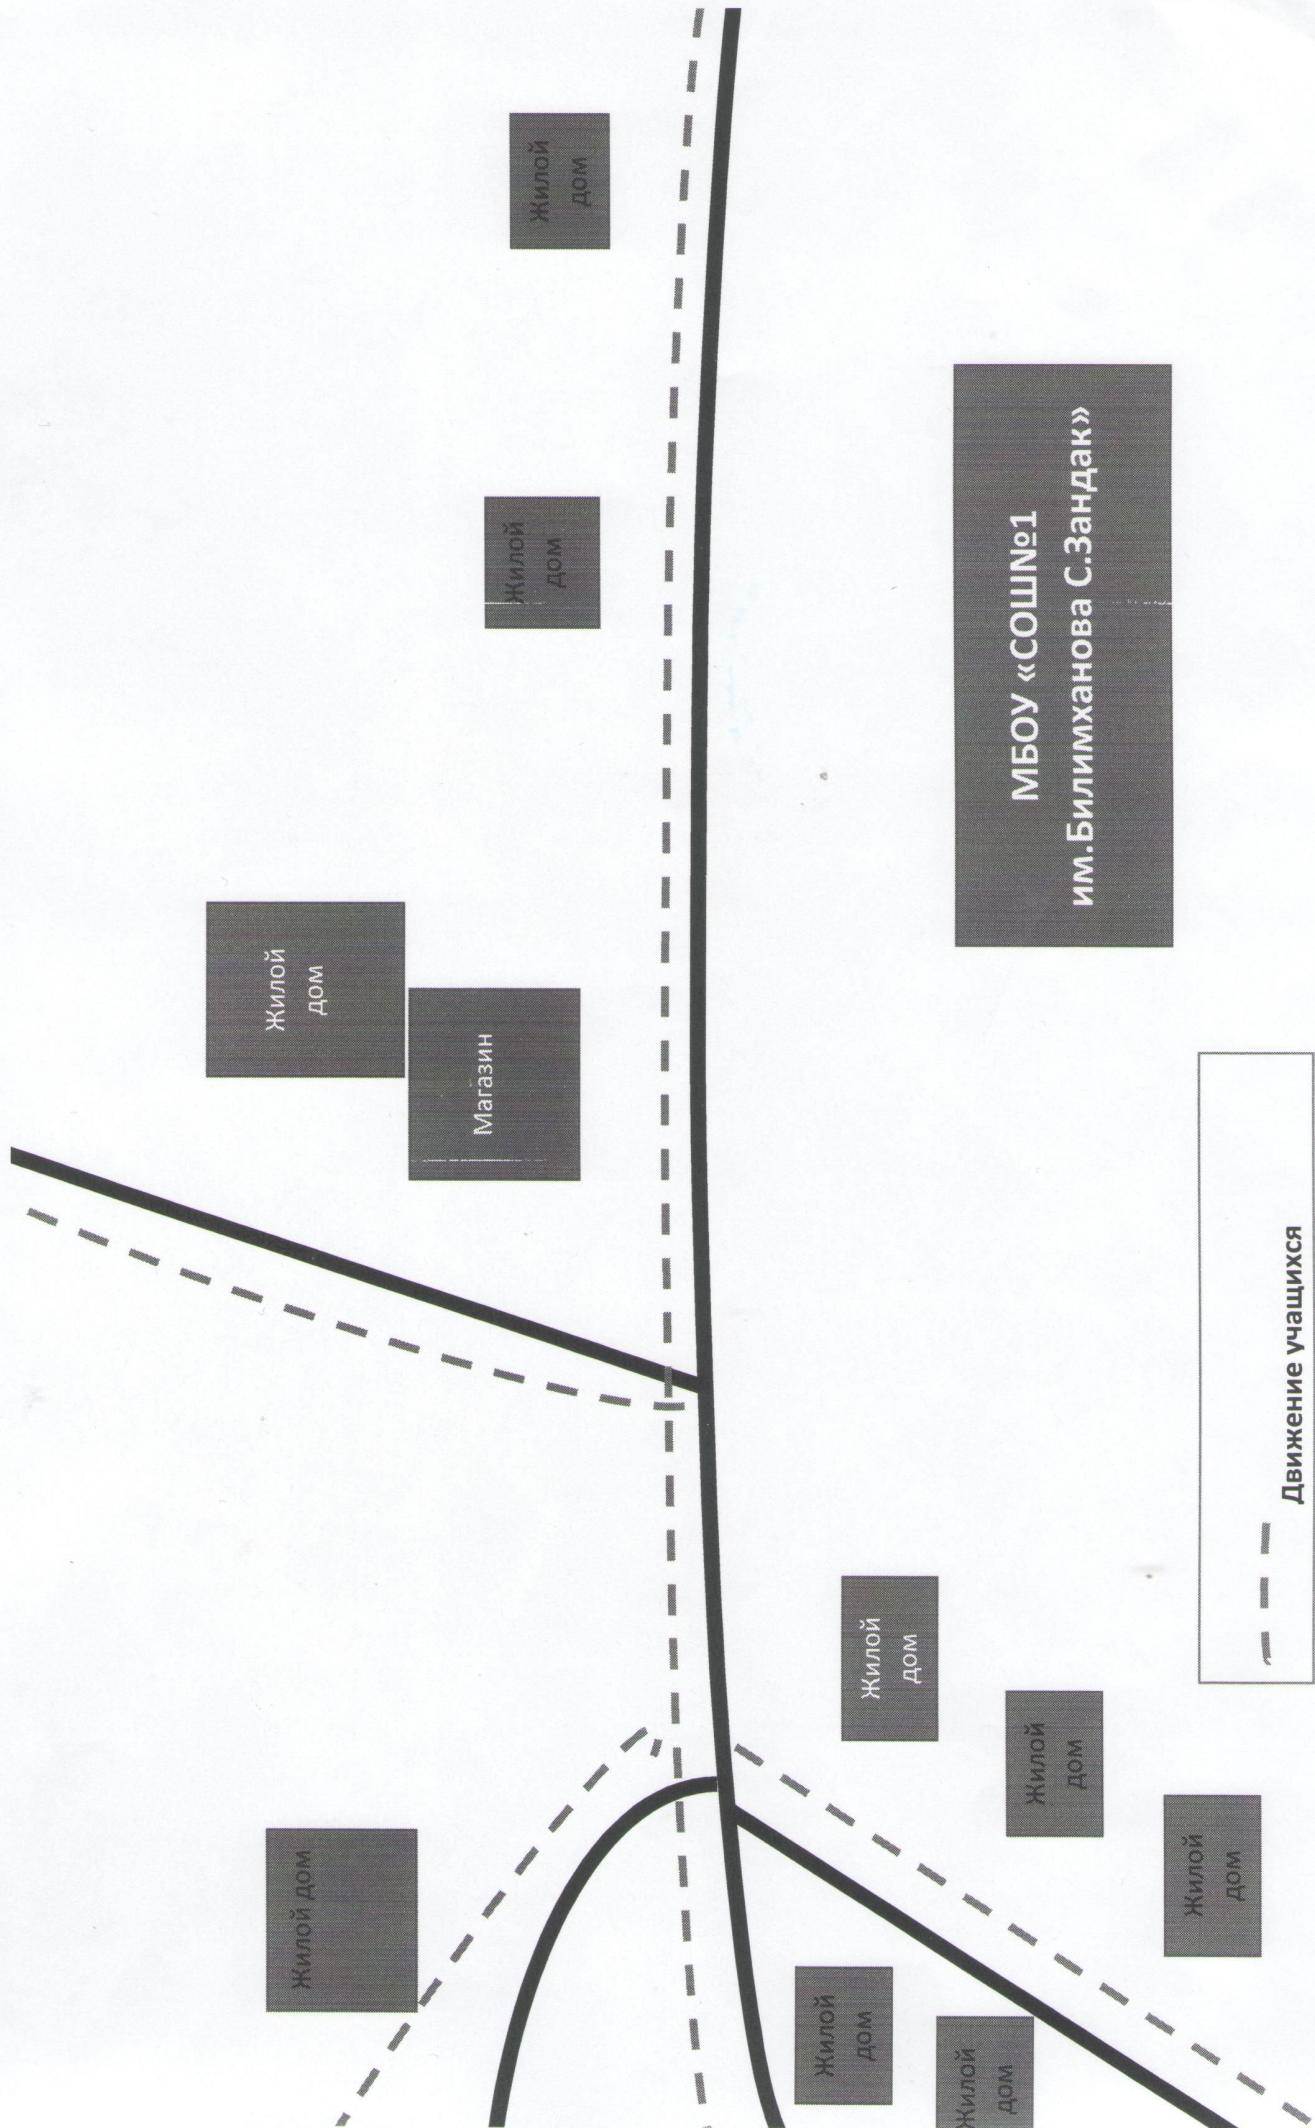 Жилой
дом
Жилой дом
Магазин
Жилой
дом
Жилой
дом
Жилой
дом
Жилой
дом
Жилой
дом
МБОУ «СОШ№1
им.Билимханова С.Зандак»
Жилой
дом
Жилой
дом
Движение учащихся